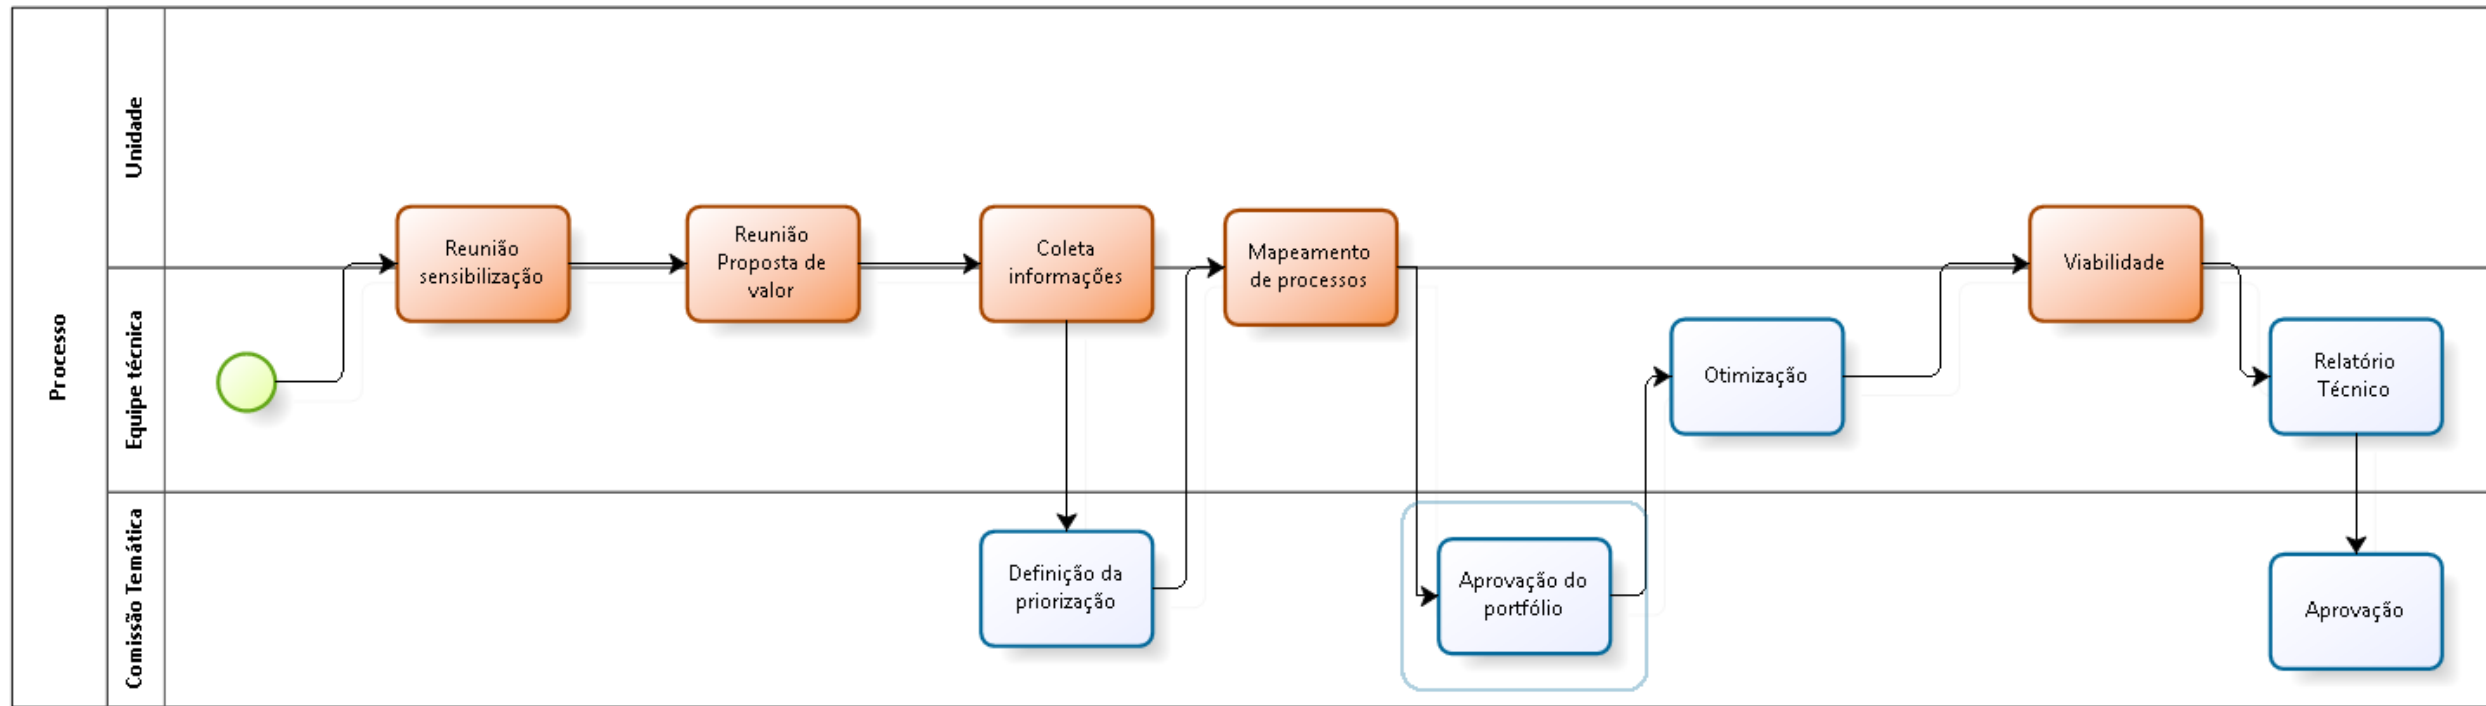 Processo
Unidade
Equipe técnica
Comissão Temática
Reunião
sensibilização
Reunião
Proposta de
valor
Coleta
informações
Definição da
priorização
Mapeamento
de processos
Aprovação do
portfólio
Otimização
Viabilidade
Relatório
Técnico
Aprovação